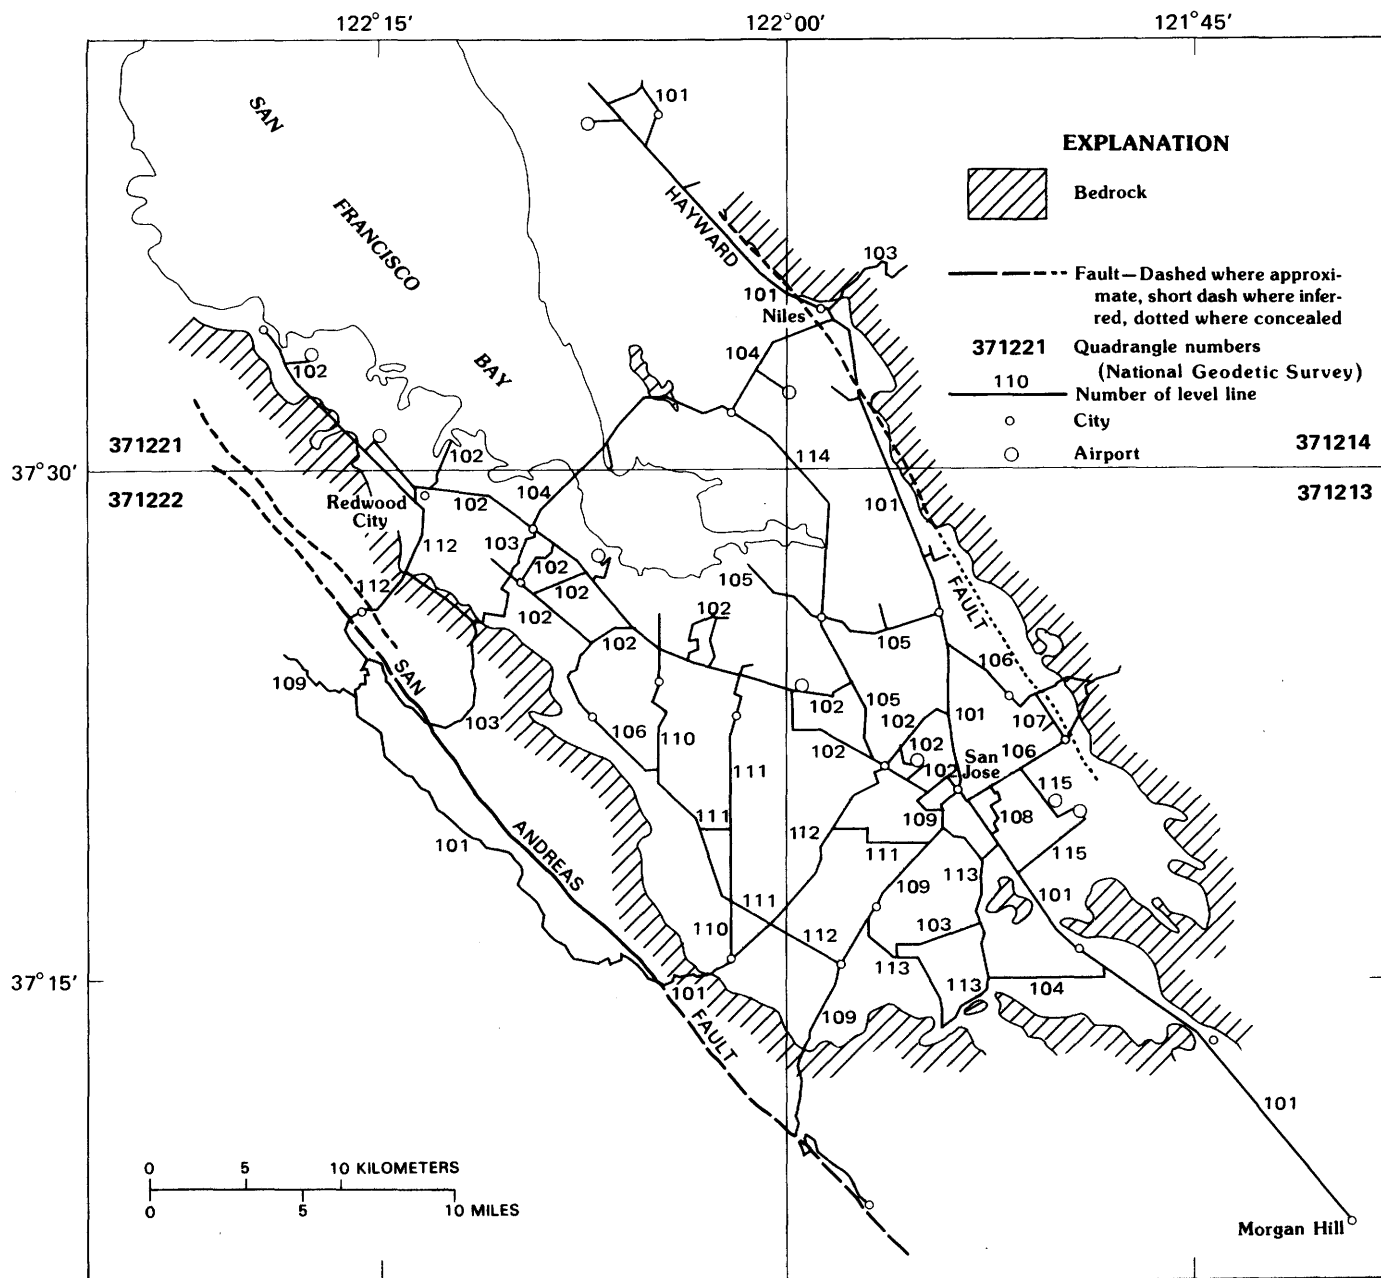 122°15′
122°00′
121°45′
SAN
FRANCISCO
BAY
101
HAYWARD
103
101
Niles
104
EXPLANATION
Bedrock
Fault—Dashed where approxi-
mate, short dash where infer-
red, dotted where concealed
371221 Quadrangle numbers
(National Geodetic Survey)
110
Number of level line
City
Airport
371214
371213
102
371221
37°30′
371222
102
Redwood
City
102
104
114
101
112
103
102
102
102
105
FAULT
112
102
102
105
106
109
SAN
103
106
110
102
105
102
101
107
102
102
102
San
Jose
106
115
111
109
108
101
ANDREAS
111
112
111
113
115
109
101
111
103
110
112
113
113
104
37°15′
101
109
FAULT
101
0 5 10 KILOMETERS
0 5 10 MILES
Morgan Hill